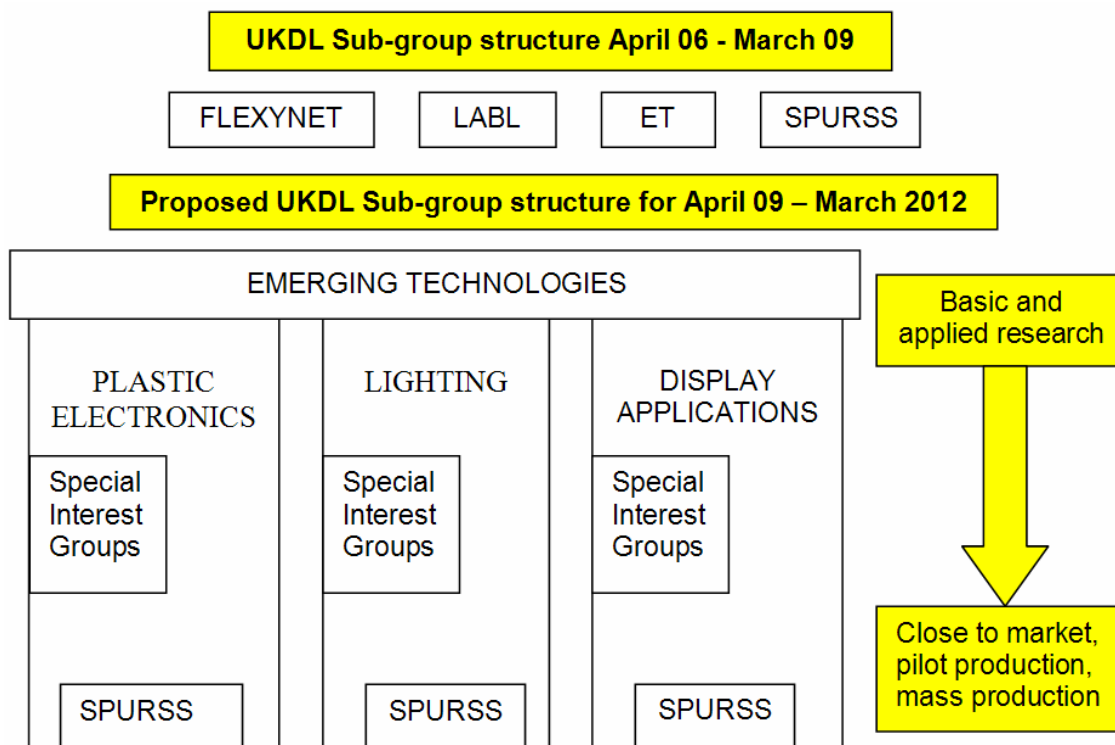 UKDL Sub-group structure April 06 - March 09
FLEXYNET
LABL
ET
SPURSS
Proposed UKDL Sub-group structure for April 09 – March 2012
EMERGING TECHNOLOGIES
PLASTIC
ELECTRONICS
Special
Interest
Groups
SPURSS
LIGHTING
Special
Interest
Groups
SPURSS
DISPLAY
APPLICATIONS
Special
Interest
Groups
SPURSS
Basic and
applied research
Close to market,
pilot production,
mass production